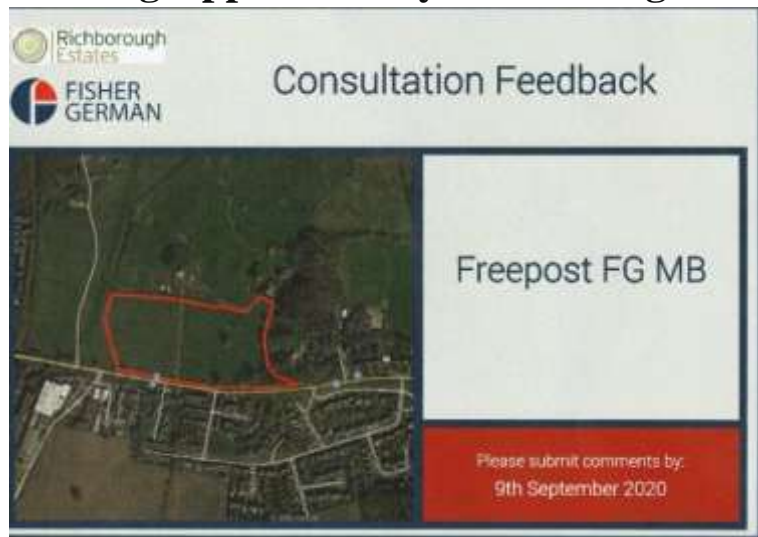 Richborough
Estates
FISHER
GERMAN
Consultation Feedback
Freepost FG MB
Please submit comments by:
9th September 2020